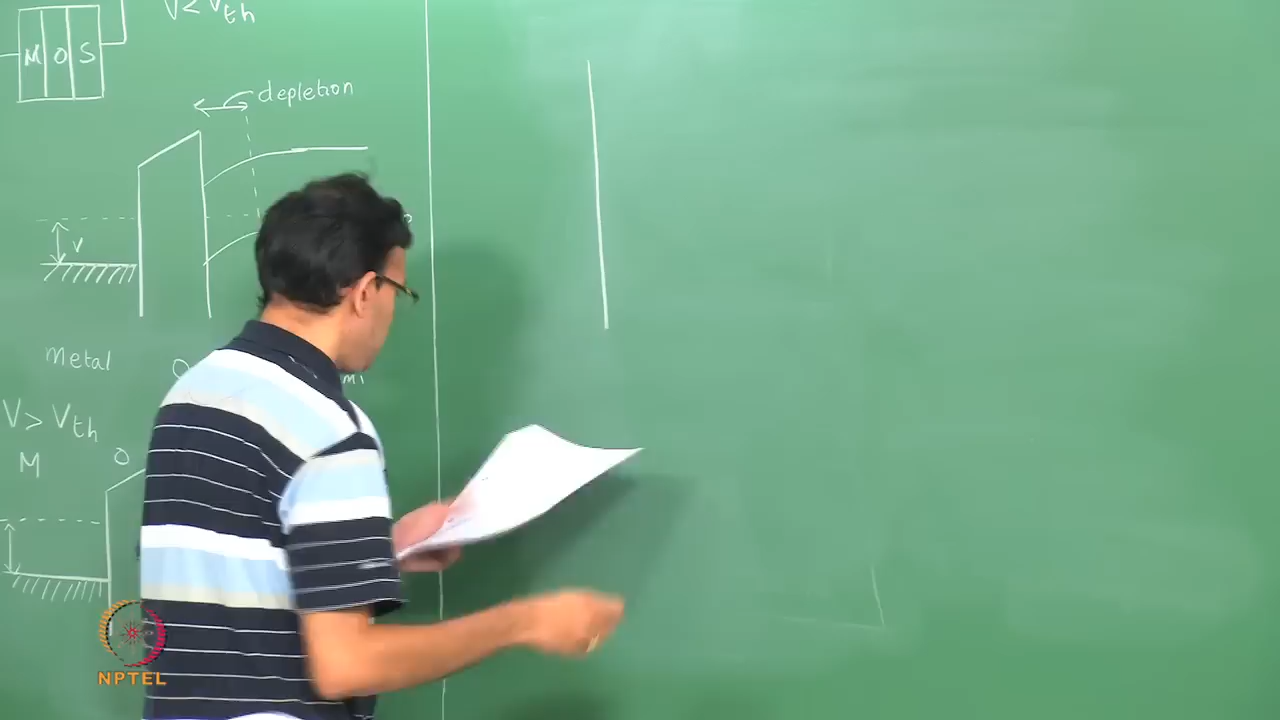 V < Vth
M O S
depletion
V
Metal
V > Vth
M O
NPTEL